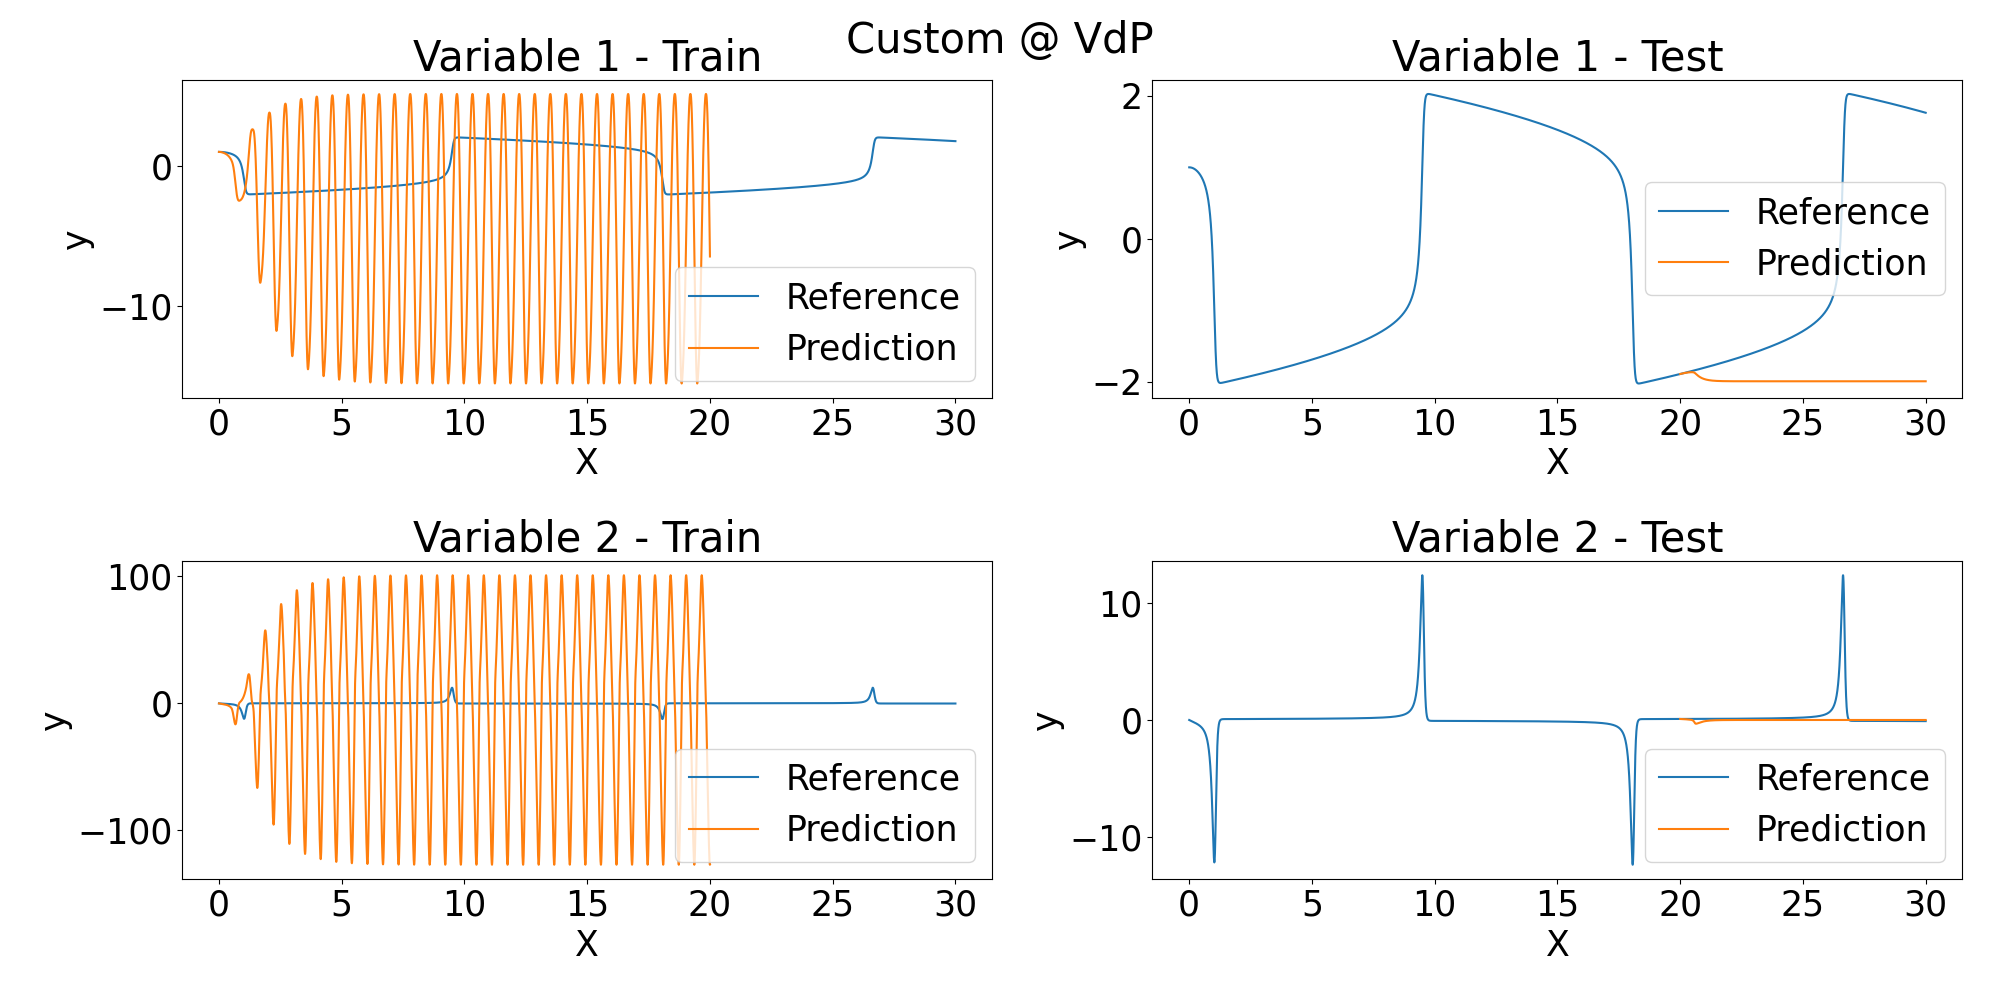 Custom @ VdP
Variable 1 - Train
0
−10
y
0 5 10 15 20 25 30
X
Reference
Prediction
Variable 1 - Test
2
0
−2
y
0 5 10 15 20 25 30
X
Reference
Prediction
Variable 2 - Train
100
0
−100
y
0 5 10 15 20 25 30
X
Reference
Prediction
Variable 2 - Test
10
0
−10
y
0 5 10 15 20 25 30
X
Reference
Prediction